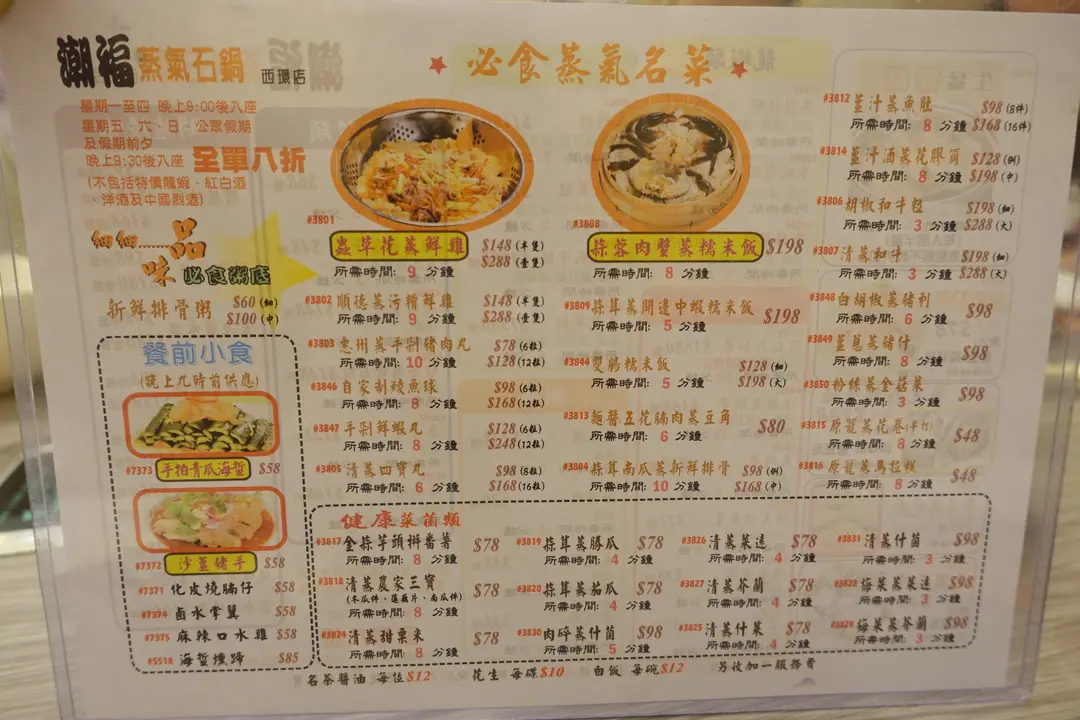 潮福 蒸氣石鍋 西環店
星期一至四 晚上9:00後入座
星期五、六、日、公眾假期
及假期前夕
晚上9:30後入座 全單八折
(不包括特價龍蝦、紅白酒
、洋酒及中國烈酒)
細細......品味 必食粥底
新鮮排骨粥 $60(細)
$100(中)
餐前小食
(晚上九時前供應)
#7373 手拍青瓜海蜇 $58
#7372 沙薑豬手 $58
#7371 化皮燒腩仔 $58
#7374 鹵水掌翼 $58
#7375 麻辣口水雞 $58
#5518 海蜇燻蹄 $85
★ 必食蒸氣名菜 ★
#3801
蟲草花蒸鮮雞 $148(半隻)
所需時間: 9 分鐘 $288(壹隻)
#3802 順德蒸污糟鮮雞 $148(半隻)
所需時間: 9 分鐘 $288(壹隻)
#3803 惠州蒸手剁豬肉丸 $78(6粒)
所需時間: 10 分鐘 $128(12粒)
#3846 自家制鯪魚球 $98(6粒)
所需時間: 8 分鐘 $168(12粒)
#3847 手剁鮮蝦丸 $128(6粒)
所需時間: 8 分鐘 $248(12粒)
#3805 清蒸四寶丸 $98(8粒)
所需時間: 6 分鐘 $168(16粒)
#3808
蒜蓉肉蟹蒸糯米飯 $198
所需時間: 8 分鐘
#3809 蒜茸蒸開邊中蝦糯米飯 $198
所需時間: 5 分鐘
#3844 雙腸糯米飯 $128(細)
所需時間: 5 分鐘 $198(大)
#3813 麵醬五花腩肉蒸豆角 $80
所需時間: 6 分鐘
#3804 蒜茸南瓜蒸新鮮排骨 $98(例)
所需時間: 10 分鐘 $168(中)
#3812 薑汁蒸魚肚 $98(8件)
所需時間: 8 分鐘 $168(16件)
#3814 薑汁酒蒸花膠筒 $128(例)
所需時間: 8 分鐘 $198(中)
#3806 胡椒和牛粒 $198(細)
所需時間: 3 分鐘 $288(大)
#3807 清蒸和牛 $198(細)
所需時間: 3 分鐘 $288(大)
#3848 白胡椒蒸豬利 $98
所需時間: 6 分鐘
#3849 薑蔥蒸豬什 $98
所需時間: 8 分鐘
#3850 粉絲蒸金菇菜 $98
所需時間: 3 分鐘
#3815 原籠蒸花卷(半打) $48
所需時間: 8 分鐘
#3816 原籠蒸馬拉糕 $48
所需時間: 8 分鐘
健康菜菌類
#3817 金蒜芋頭拼番薯 $78
所需時間: 8 分鐘
#3818 清蒸農家三寶 $78
(木瓜件、蓮藕片、南瓜件)
所需時間: 8 分鐘
#3824 清蒸甜粟米 $78
所需時間: 8 分鐘
#3819 蒜茸蒸勝瓜 $78
所需時間: 4 分鐘
#3820 蒜茸蒸茄瓜 $78
所需時間: 4 分鐘
#3830 肉碎蒸什菌 $98
所需時間: 5 分鐘
#3826 清蒸菜遠 $78
所需時間: 4 分鐘
#3827 清蒸芥蘭 $78
所需時間: 4 分鐘
#3825 清蒸什菜 $78
所需時間: 4 分鐘
#3831 清蒸什菌 $98
所需時間: 3 分鐘
#3828 梅菜蒸菜遠 $98
所需時間: 3 分鐘
#3829 梅菜蒸芥蘭 $98
所需時間: 3 分鐘
名茶醬油 每位$12 花生 每碟$10 白飯 每碗$12 另收加一服務費